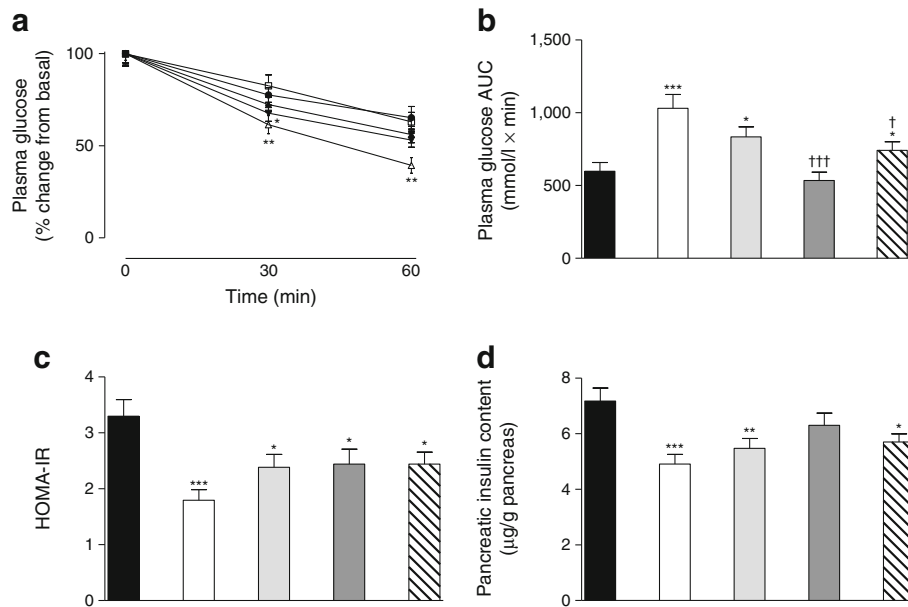 a
Plasma glucose
(% change from basal)
100
50
0
*
**
**
0
30
60
Time (min)
b
Plasma glucose AUC
(mmol/l × min)
1,500
1,000
500
0
***
*
†††
†
*
c
HOMA-IR
4
3
2
1
0
***
*
*
*
d
Pancreatic insulin content
(µg/g pancreas)
8
6
4
2
0
***
**
*